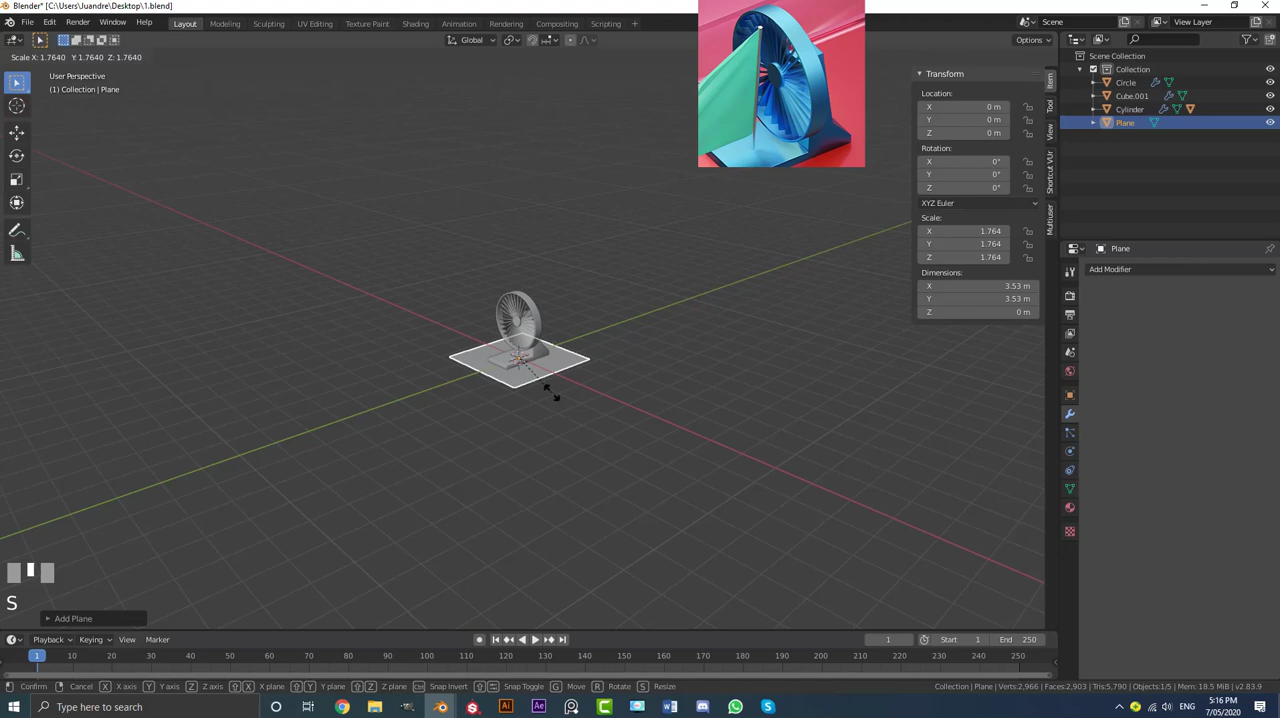 Blender* [C:\Users\Juandre\Desktop\1.blend]
File Edit Render Window Help Layout Modeling Sculpting UV Editing Texture Paint Shading Animation Rendering Compositing Scripting + Scene View Layer
Global Options
Scale X: 1.7640 Y: 1.7640 Z: 1.7640
User Perspective
(1) Collection | Plane
Scene Collection
Collection
Circle
Cube.001
Cylinder
Plane
Transform
Location:
X 0 m
Y 0 m
Z 0 m
Rotation:
X 0°
Y 0°
Z 0°
XYZ Euler
Scale:
X 1.764
Y 1.764
Z 1.764
Dimensions:
X 3.53 m
Y 3.53 m
Z 0 m
Item
Tool
View
Shortcut VUr
Multiuser
Plane
Add Modifier
S
Add Plane
Playback Keying View Marker 1 Start 1 End 250
1 10 20 30 40 50 60 70 80 90 100 110 120 130 140 150 160 170 180 190 200 210 220 230 240 250
Confirm Cancel X X axis Y Y axis Z Z axis X X plane Y Y plane Z Z plane Ctrl Snap Invert Snap Toggle G Move R Rotate S Resize Collection | Plane | Verts:2,966 | Faces:2,903 | Tris:5,790 | Objects:1/5 | Mem: 18.5 MiB | v2.83.9
Type here to search
5:16 PM
7/05/2020